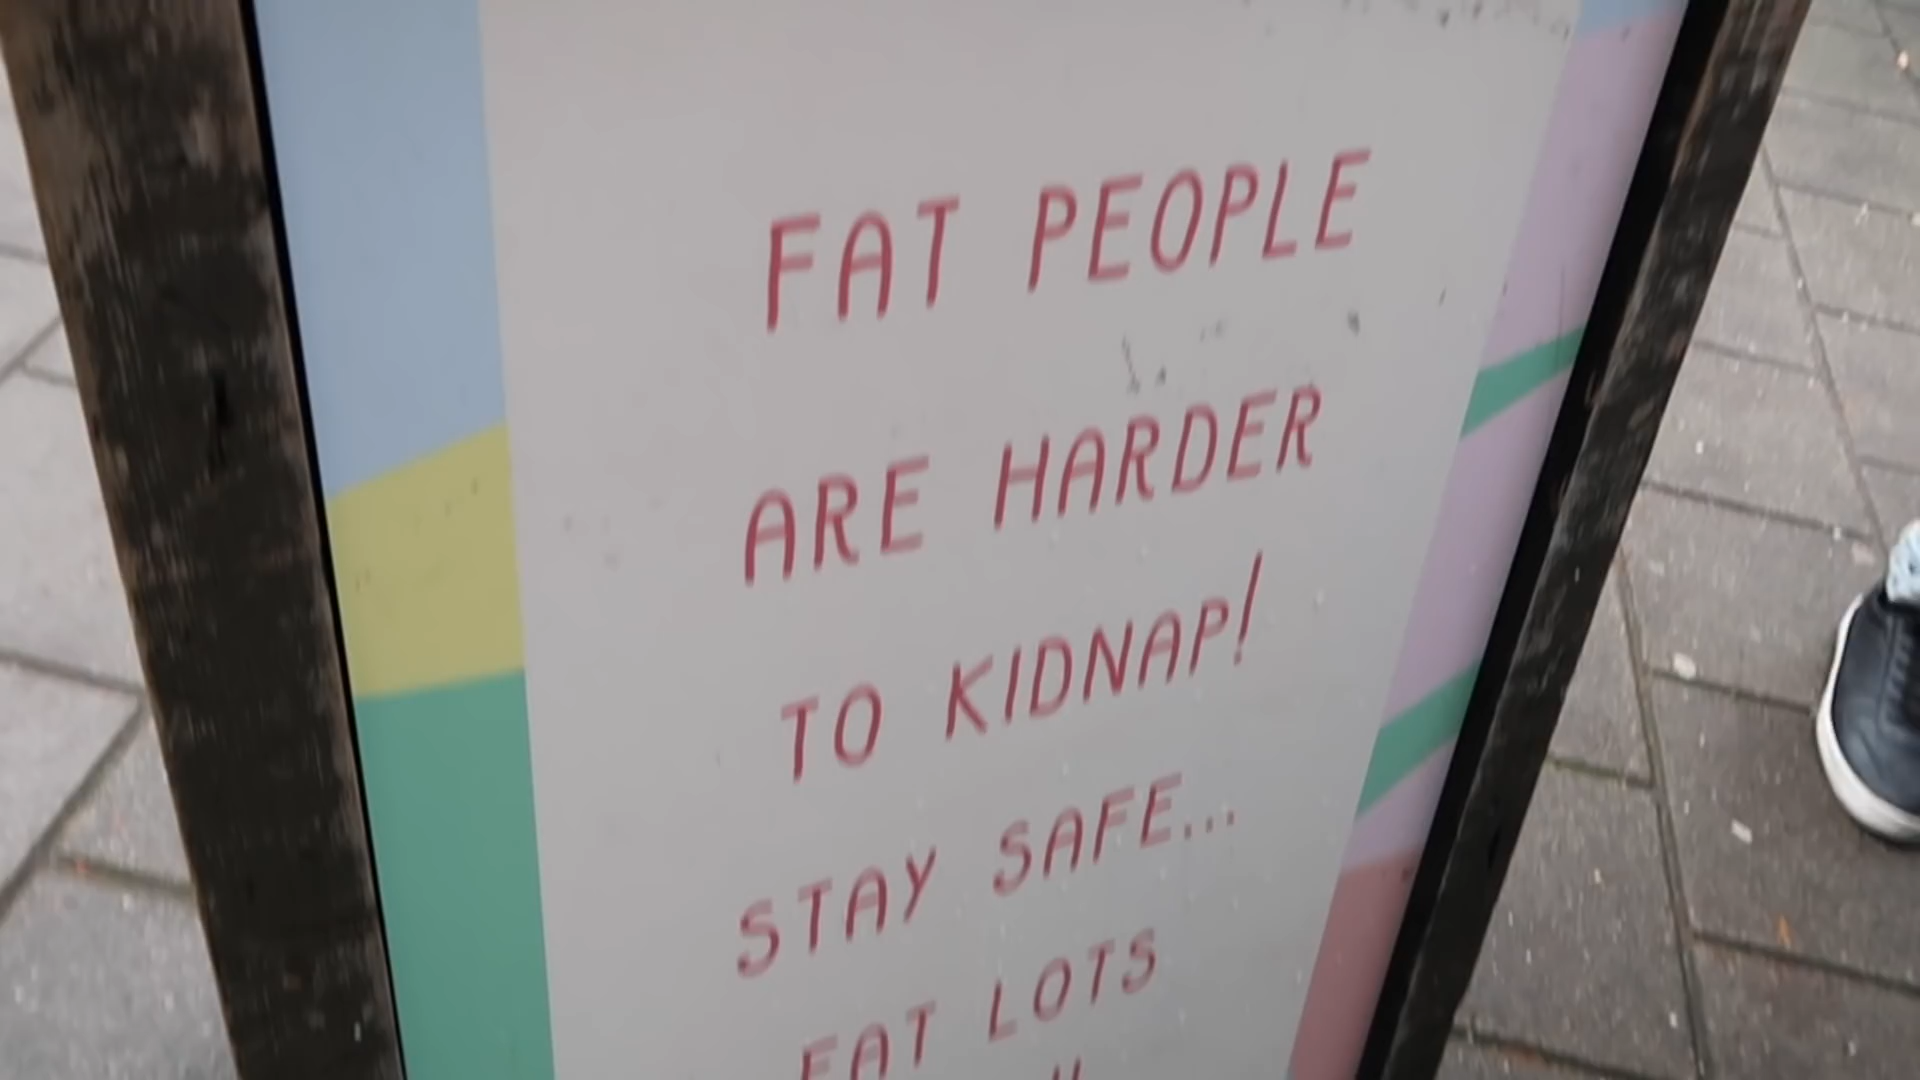 FAT PEOPLE
ARE HARDER
TO KIDNAP!
STAY SAFE...
EAT LOTS